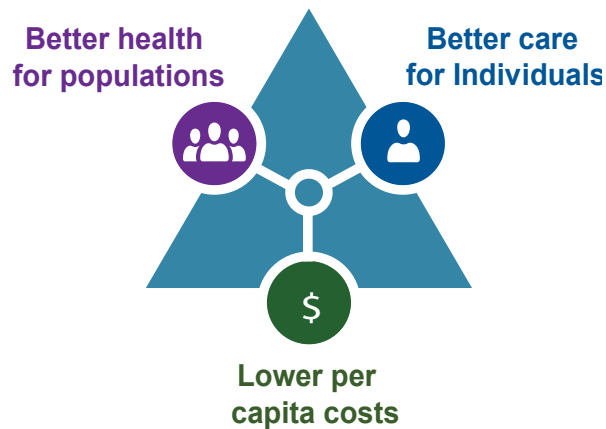 Better health
for populations
Better care
for Individuals
$
Lower per
capita costs